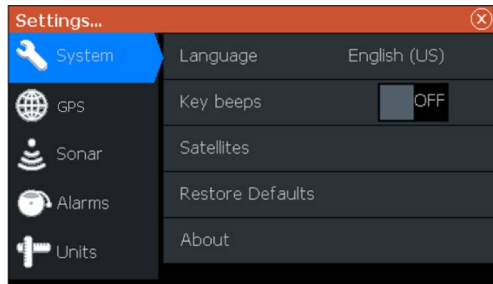 Settings...
System
GPS
Sonar
Alarms
Units
Language English (US)
Key beeps OFF
Satellites
Restore Defaults
About